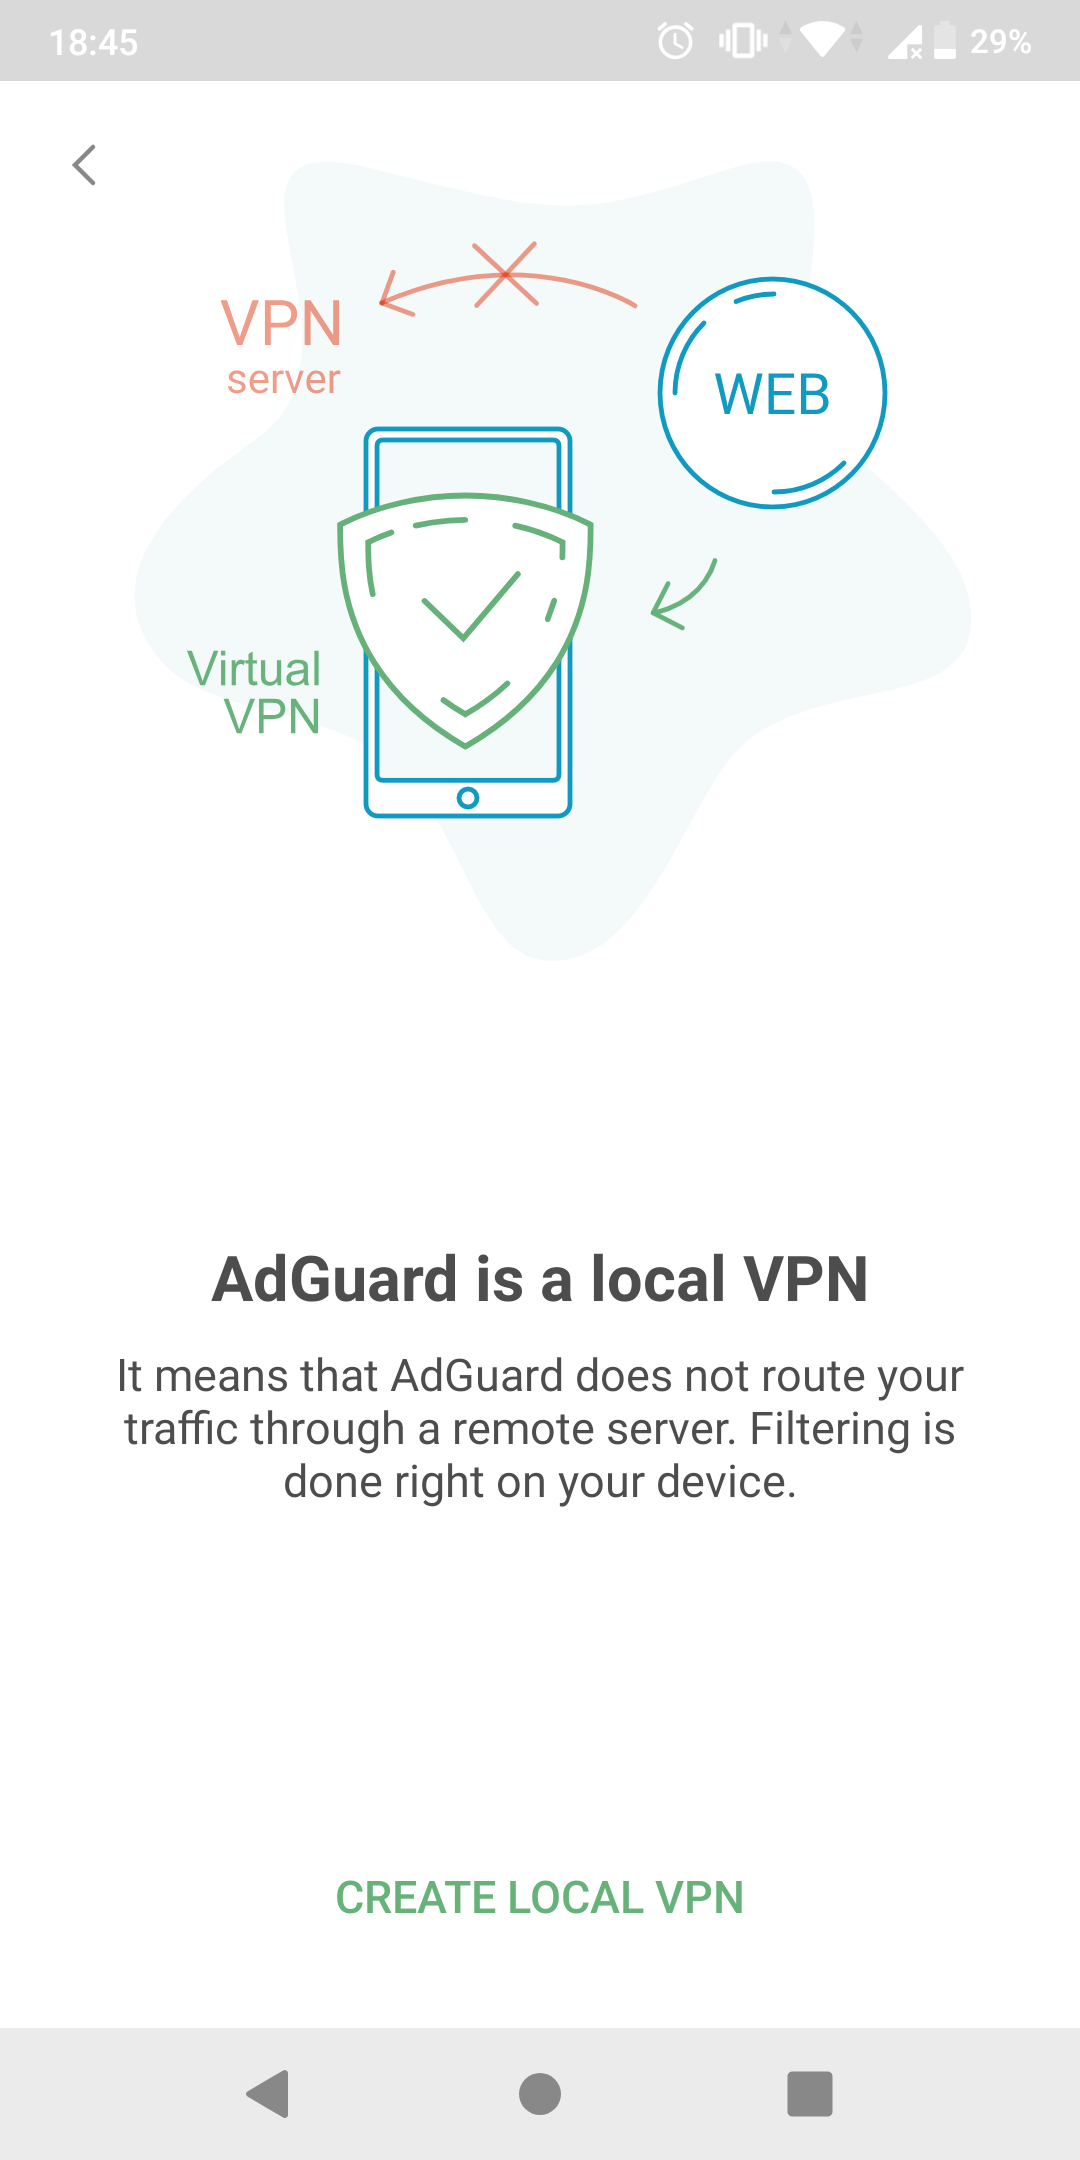 18:45
29%
VPN
server
WEB
Virtual
VPN
AdGuard is a local VPN
It means that AdGuard does not route your
traffic through a remote server. Filtering is
done right on your device.
CREATE LOCAL VPN